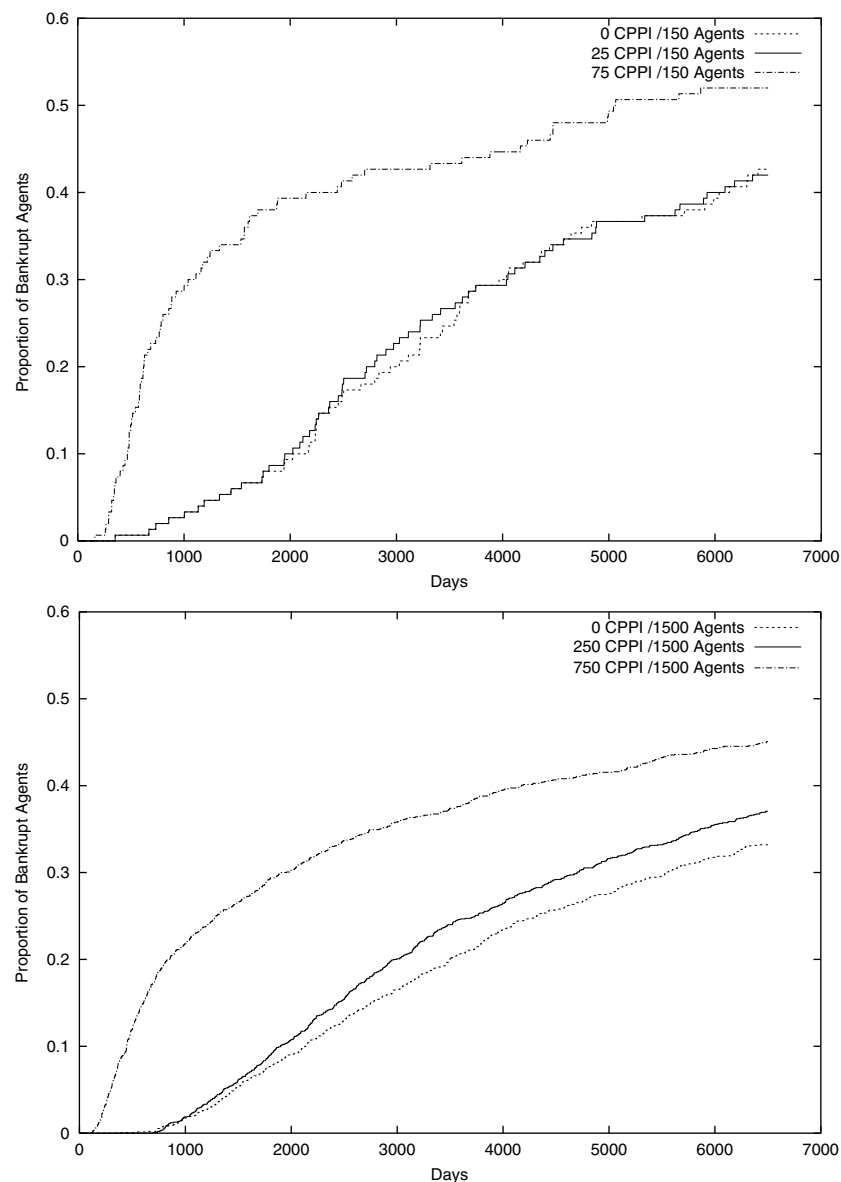 0.6
0.5
0.4
0.3
0.2
0.1
0
Proportion of Bankrupt Agents
0 CPPI /150 Agents
25 CPPI /150 Agents
75 CPPI /150 Agents
0 1000 2000 3000 4000 5000 6000 7000
Days
0.6
0.5
0.4
0.3
0.2
0.1
0
Proportion of Bankrupt Agents
0 CPPI /1500 Agents
250 CPPI /1500 Agents
750 CPPI /1500 Agents
0 1000 2000 3000 4000 5000 6000 7000
Days